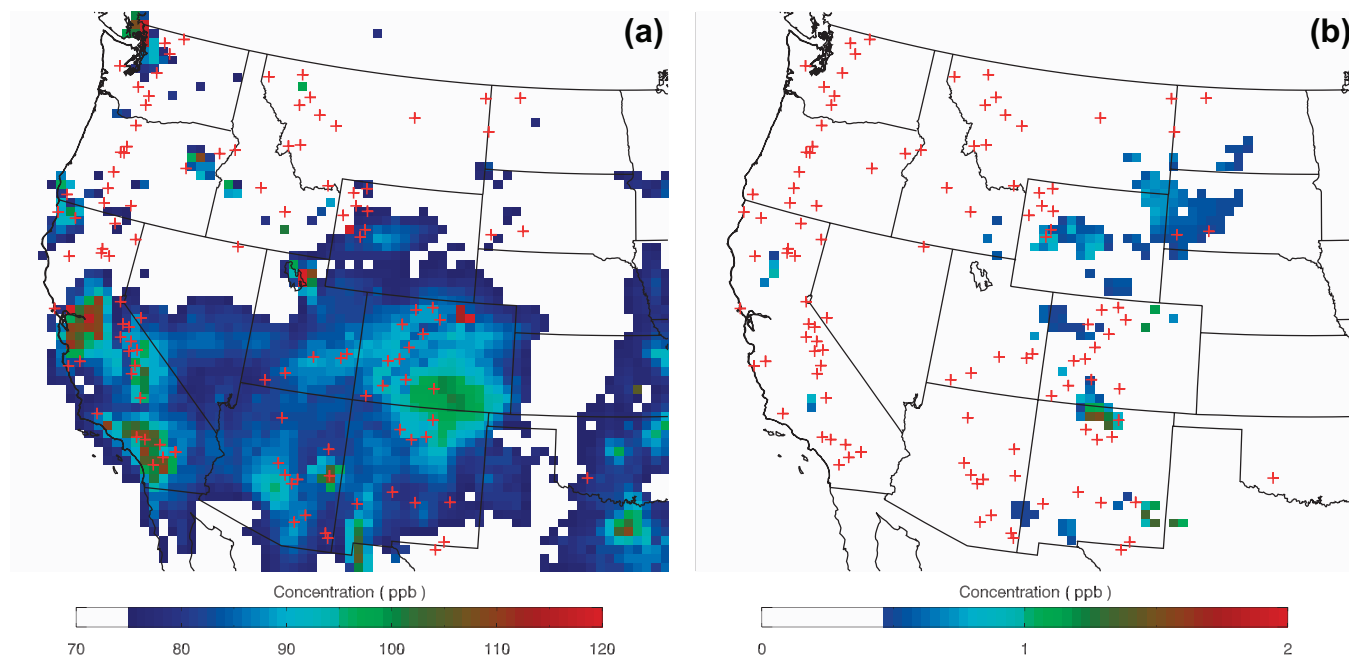 (a)
(b)
Concentration ( ppb )
70 80 90 100 110 120
Concentration ( ppb )
0 1 2